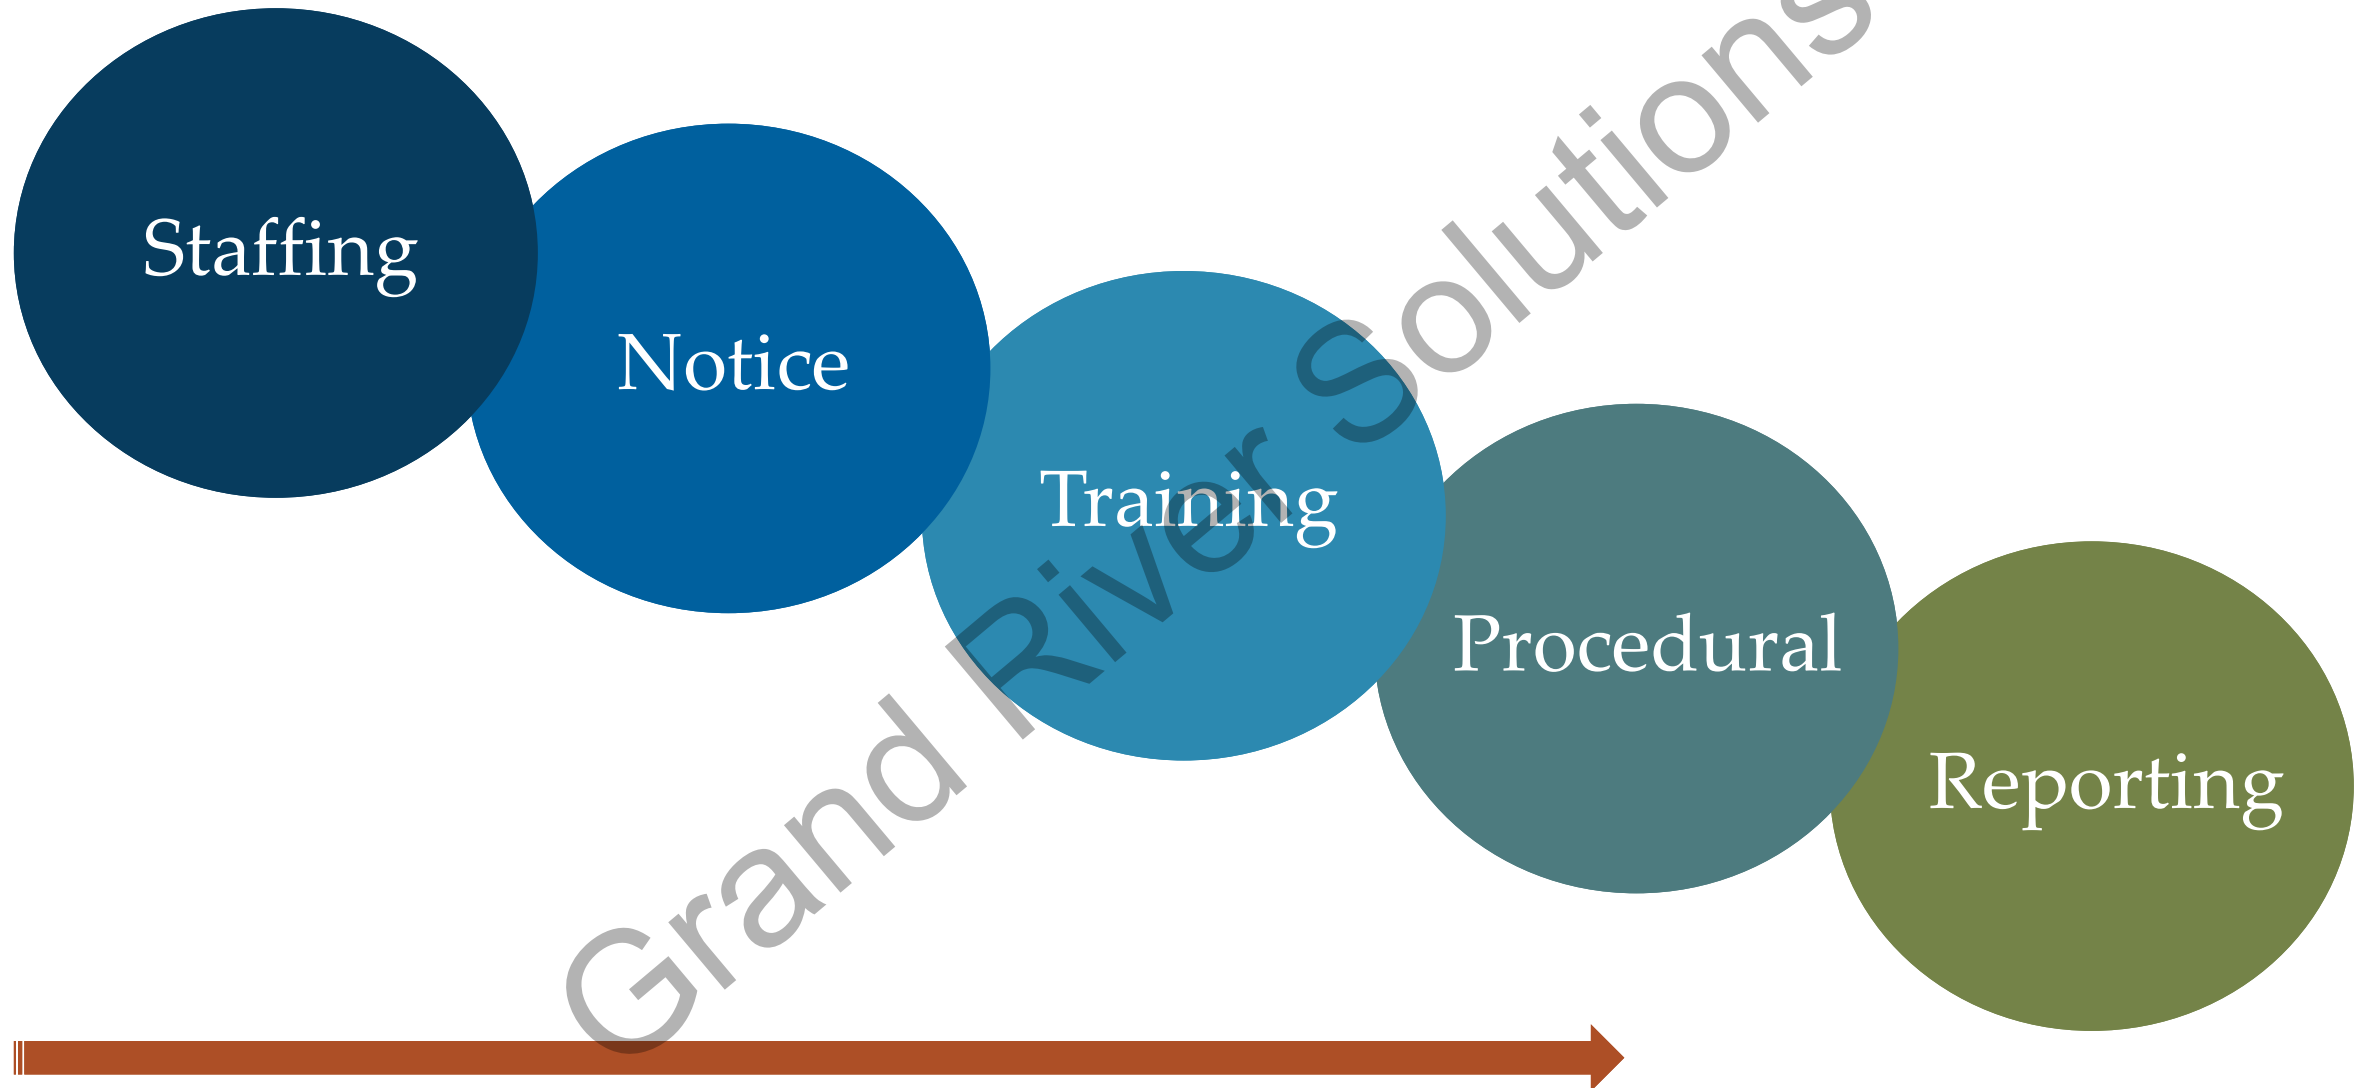 Staffing
Notice
Training
Procedural
Reporting
Grand River Solutions